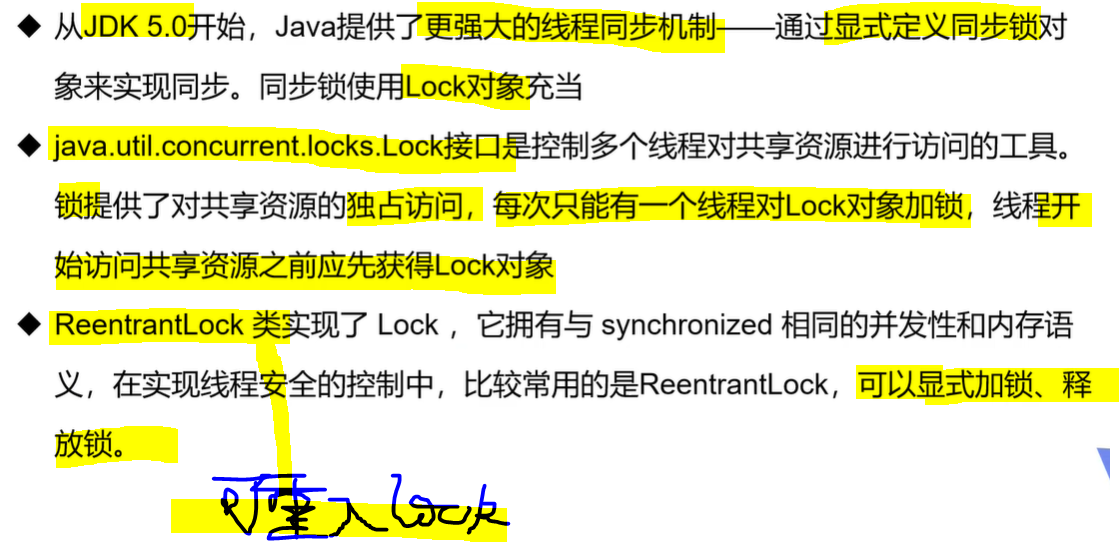 ◆ 从JDK 5.0开始，Java提供了更强大的线程同步机制——通过显式定义同步锁对
象来实现同步。同步锁使用Lock对象充当
◆ java.util.concurrent.locks.Lock接口是控制多个线程对共享资源进行访问的工具。
锁提供了对共享资源的独占访问，每次只能有一个线程对Lock对象加锁，线程开
始访问共享资源之前应先获得Lock对象
◆ ReentrantLock 类实现了 Lock ，它拥有与 synchronized 相同的并发性和内存语
义，在实现线程安全的控制中，比较常用的是ReentrantLock，可以显式加锁、释
放锁。
可重入lock